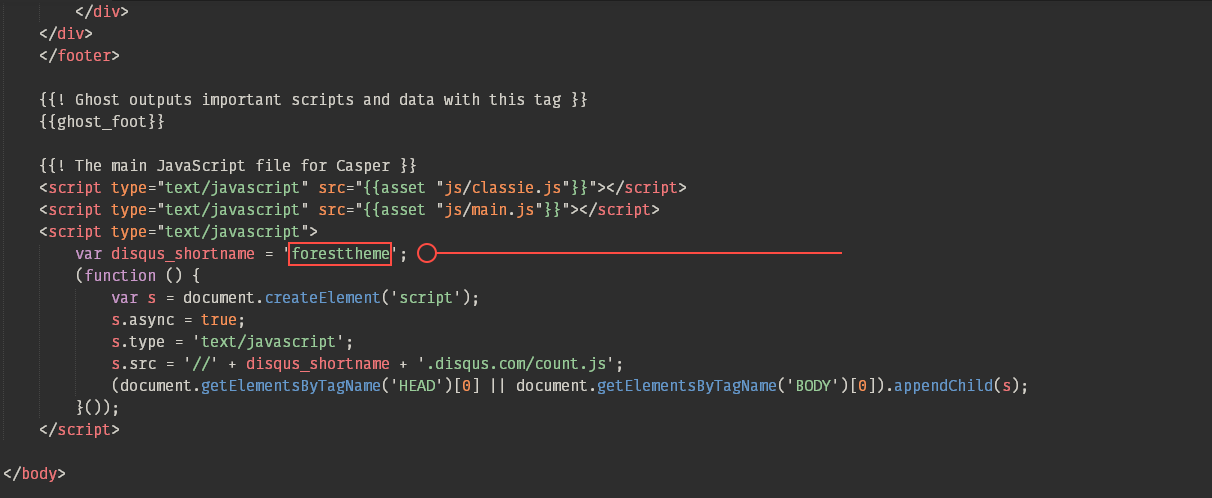 </div>
</div>
</footer>
{{! Ghost outputs important scripts and data with this tag }}
{{ghost_foot}}
{{! The main JavaScript file for Casper }}
<script type="text/javascript" src="{{asset "js/classie.js"}}"></script>
<script type="text/javascript" src="{{asset "js/main.js"}}"></script>
<script type="text/javascript">
var disqus_shortname = 'foresttheme';
(function () {
var s = document.createElement('script');
s.async = true;
s.type = 'text/javascript';
s.src = '//' + disqus_shortname + '.disqus.com/count.js';
(document.getElementsByTagName('HEAD')[0] || document.getElementsByTagName('BODY')[0]).appendChild(s);
}());
</script>
</body>